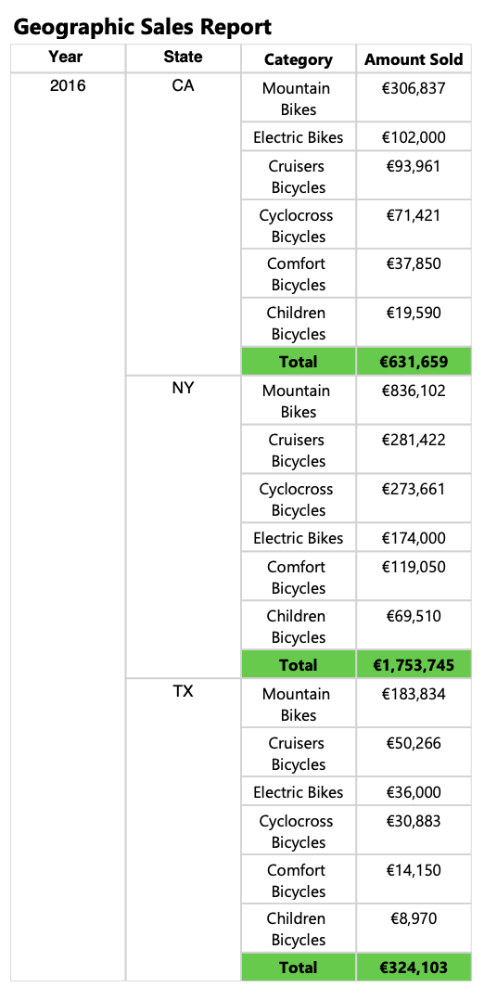 Geographic Sales Report
Year State Category Amount Sold
2016 CA Mountain €306,837
Bikes
Electric Bikes €102,000
Cruisers €93,961
Bicycles
Cyclocross €71,421
Bicycles
Comfort €37,850
Bicycles
Children €19,590
Bicycles
Total €631,659
NY Mountain €836,102
Bikes
Cruisers €281,422
Bicycles
Cyclocross €273,661
Bicycles
Electric Bikes €174,000
Comfort €119,050
Bicycles
Children €69,510
Bicycles
Total €1,753,745
TX Mountain €183,834
Bikes
Cruisers €50,266
Bicycles
Electric Bikes €36,000
Cyclocross €30,883
Bicycles
Comfort €14,150
Bicycles
Children €8,970
Bicycles
Total €324,103